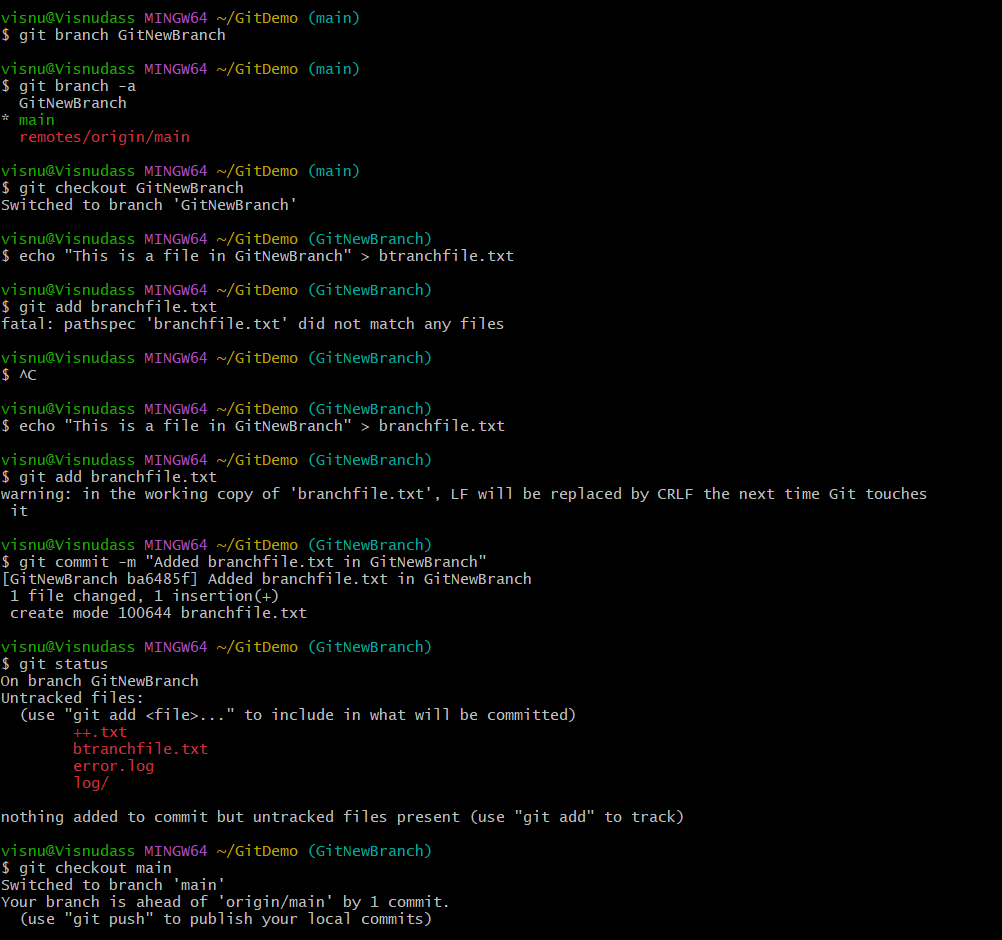 visnu@Visnudass MINGW64 ~/GitDemo (main)
$ git branch GitNewBranch
visnu@Visnudass MINGW64 ~/GitDemo (main)
$ git branch -a
  GitNewBranch
* main
  remotes/origin/main
visnu@Visnudass MINGW64 ~/GitDemo (main)
$ git checkout GitNewBranch
Switched to branch 'GitNewBranch'
visnu@Visnudass MINGW64 ~/GitDemo (GitNewBranch)
$ echo "This is a file in GitNewBranch" > btranchfile.txt
visnu@Visnudass MINGW64 ~/GitDemo (GitNewBranch)
$ git add branchfile.txt
fatal: pathspec 'branchfile.txt' did not match any files
visnu@Visnudass MINGW64 ~/GitDemo (GitNewBranch)
$ ^C
visnu@Visnudass MINGW64 ~/GitDemo (GitNewBranch)
$ echo "This is a file in GitNewBranch" > branchfile.txt
visnu@Visnudass MINGW64 ~/GitDemo (GitNewBranch)
$ git add branchfile.txt
warning: in the working copy of 'branchfile.txt', LF will be replaced by CRLF the next time Git touches
 it
visnu@Visnudass MINGW64 ~/GitDemo (GitNewBranch)
$ git commit -m "Added branchfile.txt in GitNewBranch"
[GitNewBranch ba6485f] Added branchfile.txt in GitNewBranch
 1 file changed, 1 insertion(+)
 create mode 100644 branchfile.txt
visnu@Visnudass MINGW64 ~/GitDemo (GitNewBranch)
$ git status
On branch GitNewBranch
Untracked files:
  (use "git add <file>..." to include in what will be committed)
        ++.txt
        btranchfile.txt
        error.log
        log/
nothing added to commit but untracked files present (use "git add" to track)
visnu@Visnudass MINGW64 ~/GitDemo (GitNewBranch)
$ git checkout main
Switched to branch 'main'
Your branch is ahead of 'origin/main' by 1 commit.
  (use "git push" to publish your local commits)